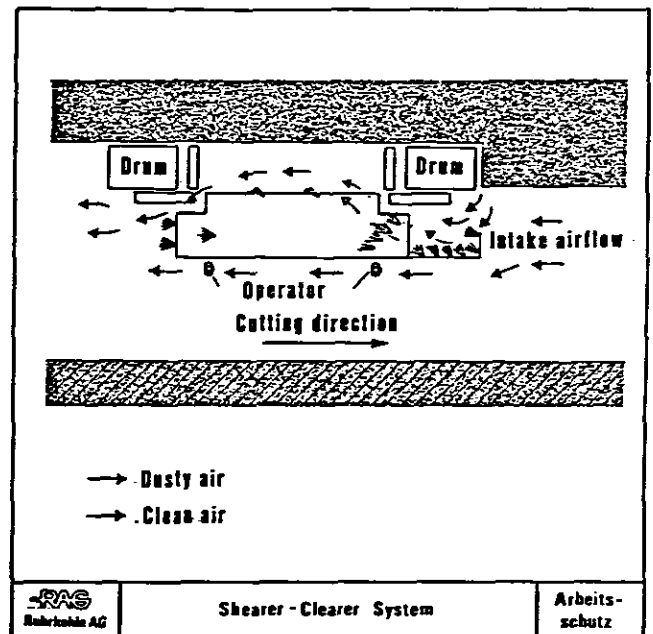 Drum
Drum
Intake airflow
Operator
Cutting direction
Dusty air
Clean air
RAG
Ruhrkohle AG
Shearer-Clearer System
Arbeits-
schutz